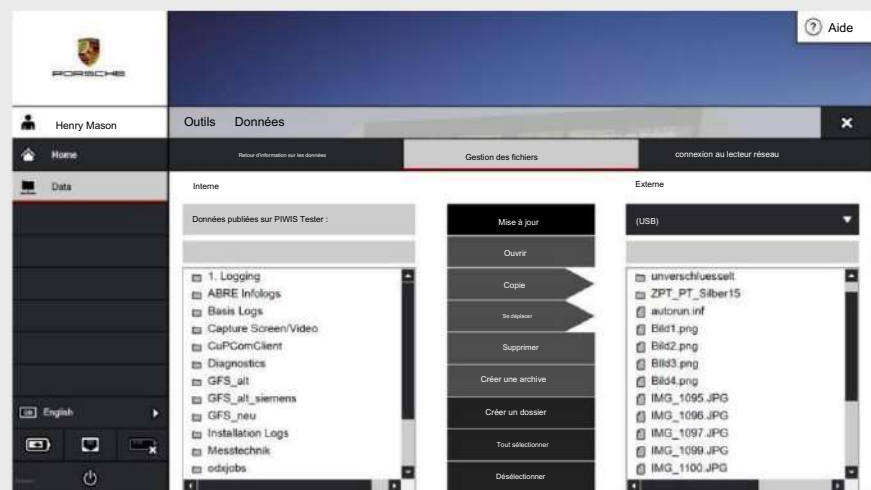 Aide
PORSCHE
Henry Mason
Outils Données
Home
Retour d'information sur les données
Gestion des fichiers
connexion au lecteur réseau
Data
Interne
Externe
Données publiées sur PIWIS Tester :
Mise à jour
(USB)
Ouvrir
Copie
Se déplacer
Supprimer
Créer une archive
Créer un dossier
Tout sélectionner
Désélectionner
1. Logging
ABRE Infologs
Basis Logs
Capture Screen/Video
CuPComClient
Diagnostics
GFS_alt
GFS_alt_siemens
GFS_neu
Installation Logs
Messtechnik
odxjobs
unverschluesselt
ZPT_PT_Silber15
autorun.inf
Bild1.png
Bild2.png
Bild3.png
Bild4.png
IMG_1095.JPG
IMG_1096.JPG
IMG_1097.JPG
IMG_1099.JPG
IMG_1100.JPG
English